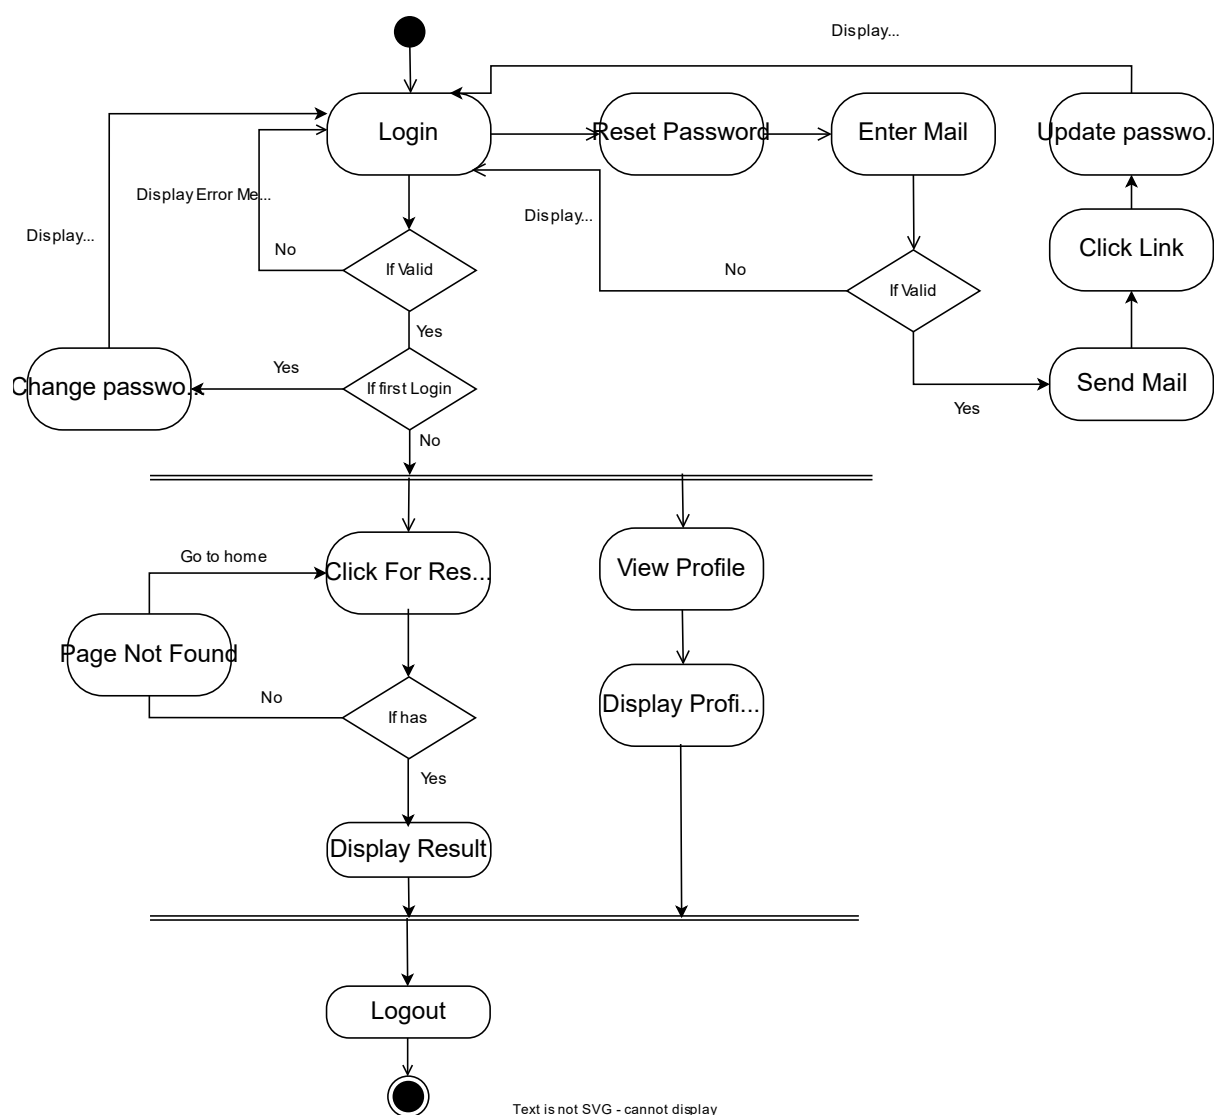 Display...
Login
Reset Password
Enter Mail
Update passwo...
Display Error Me...
Display...
Display...
No
If Valid
No
If Valid
Click Link
Yes
Change passwo...
Yes
If first Login
Send Mail
Yes
No
Go to home
Click For Res...
View Profile
Page Not Found
No
If has
Display Profi...
Yes
Display Result
Logout
Text is not SVG - cannot display